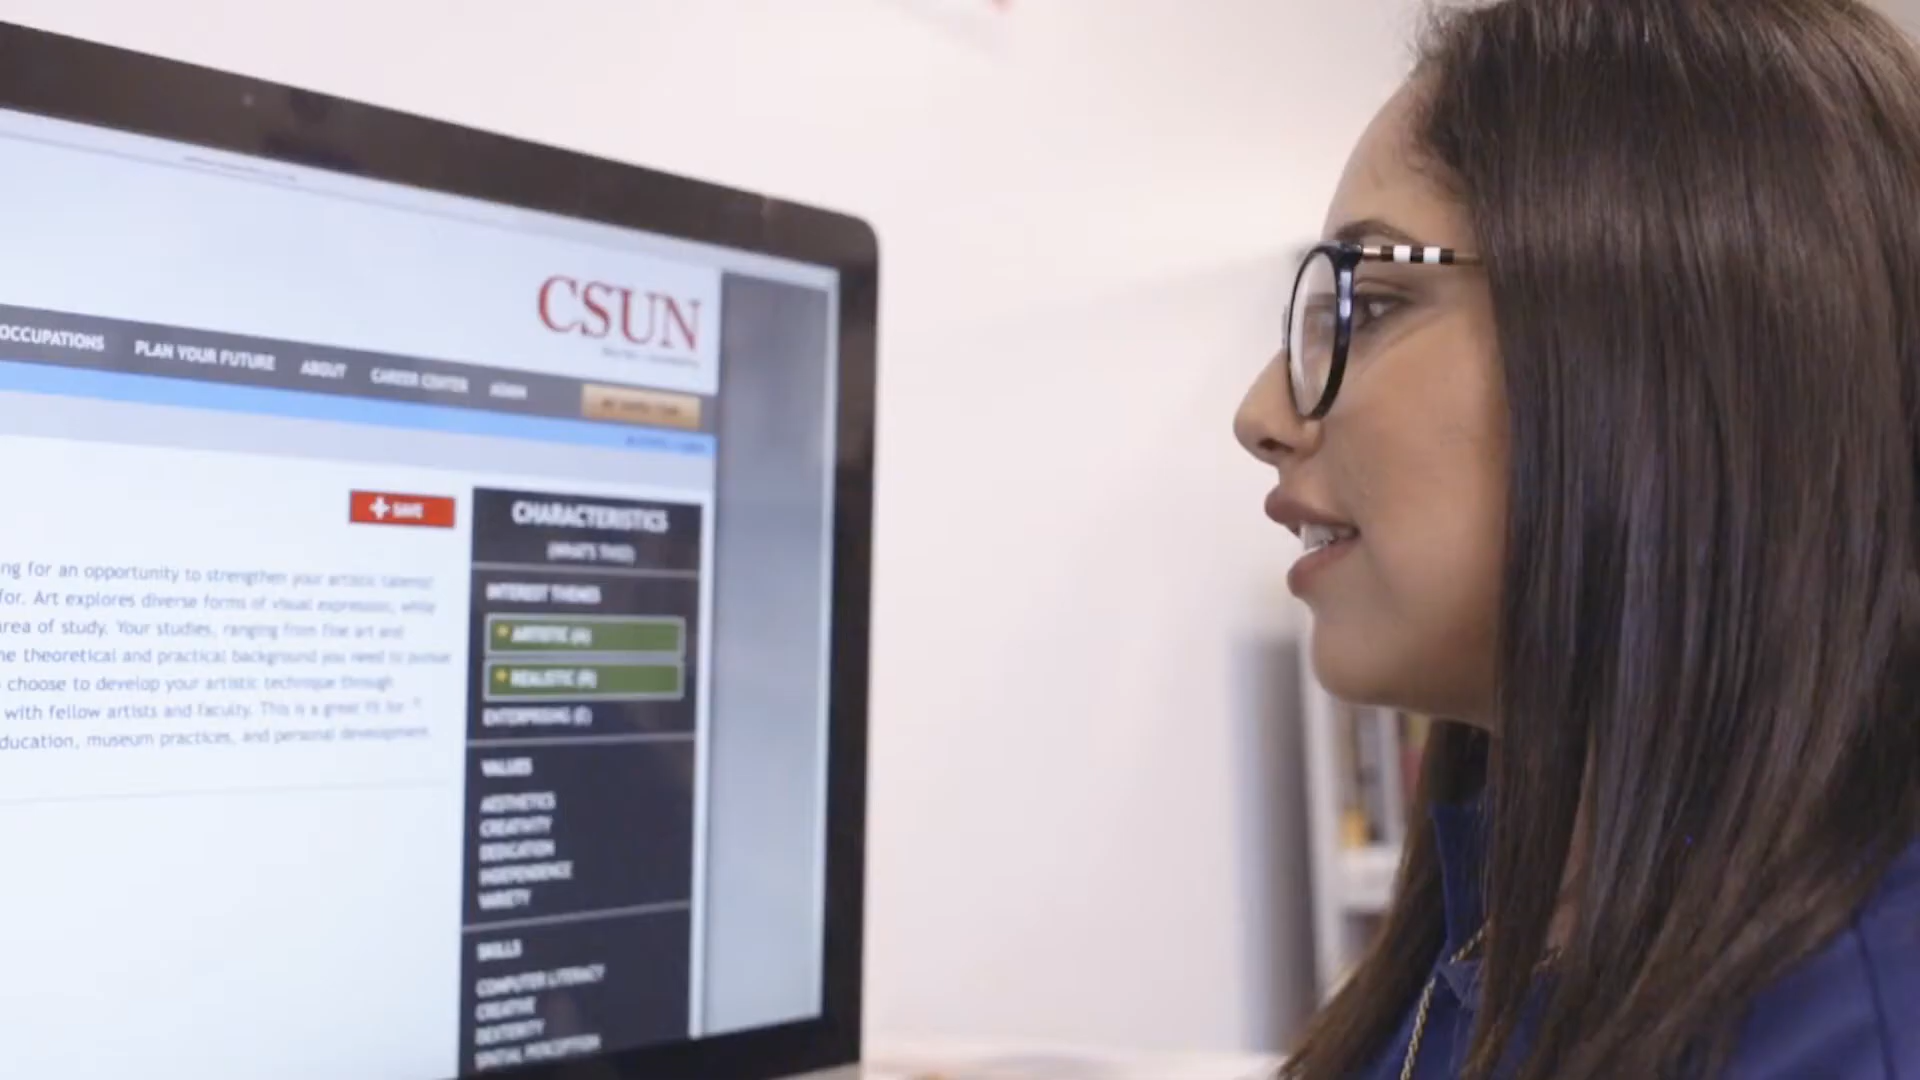 CSUN
OCCUPATIONS PLAN YOUR FUTURE ABOUT CAREER CENTER
SAVE
ng for an opportunity to strengthen your artistic talents!
for. Art explores diverse forms of visual expression, while
rea of study. Your studies, ranging from fine art and
he theoretical and practical background you need to pursue
choose to develop your artistic technique through
with fellow artists and faculty. This is a great fit for
ducation, museum practices, and personal development.
CHARACTERISTICS
(WHAT'S THIS?)
INTEREST THEMES
ARTISTIC (A)
REALISTIC (R)
ENTERPRISING (E)
VALUES
AESTHETICS
CREATIVITY
DEDICATION
INDEPENDENCE
VARIETY
SKILLS
COMPUTER LITERACY
CREATIVE
DEXTERITY
SPATIAL PERCEPTION